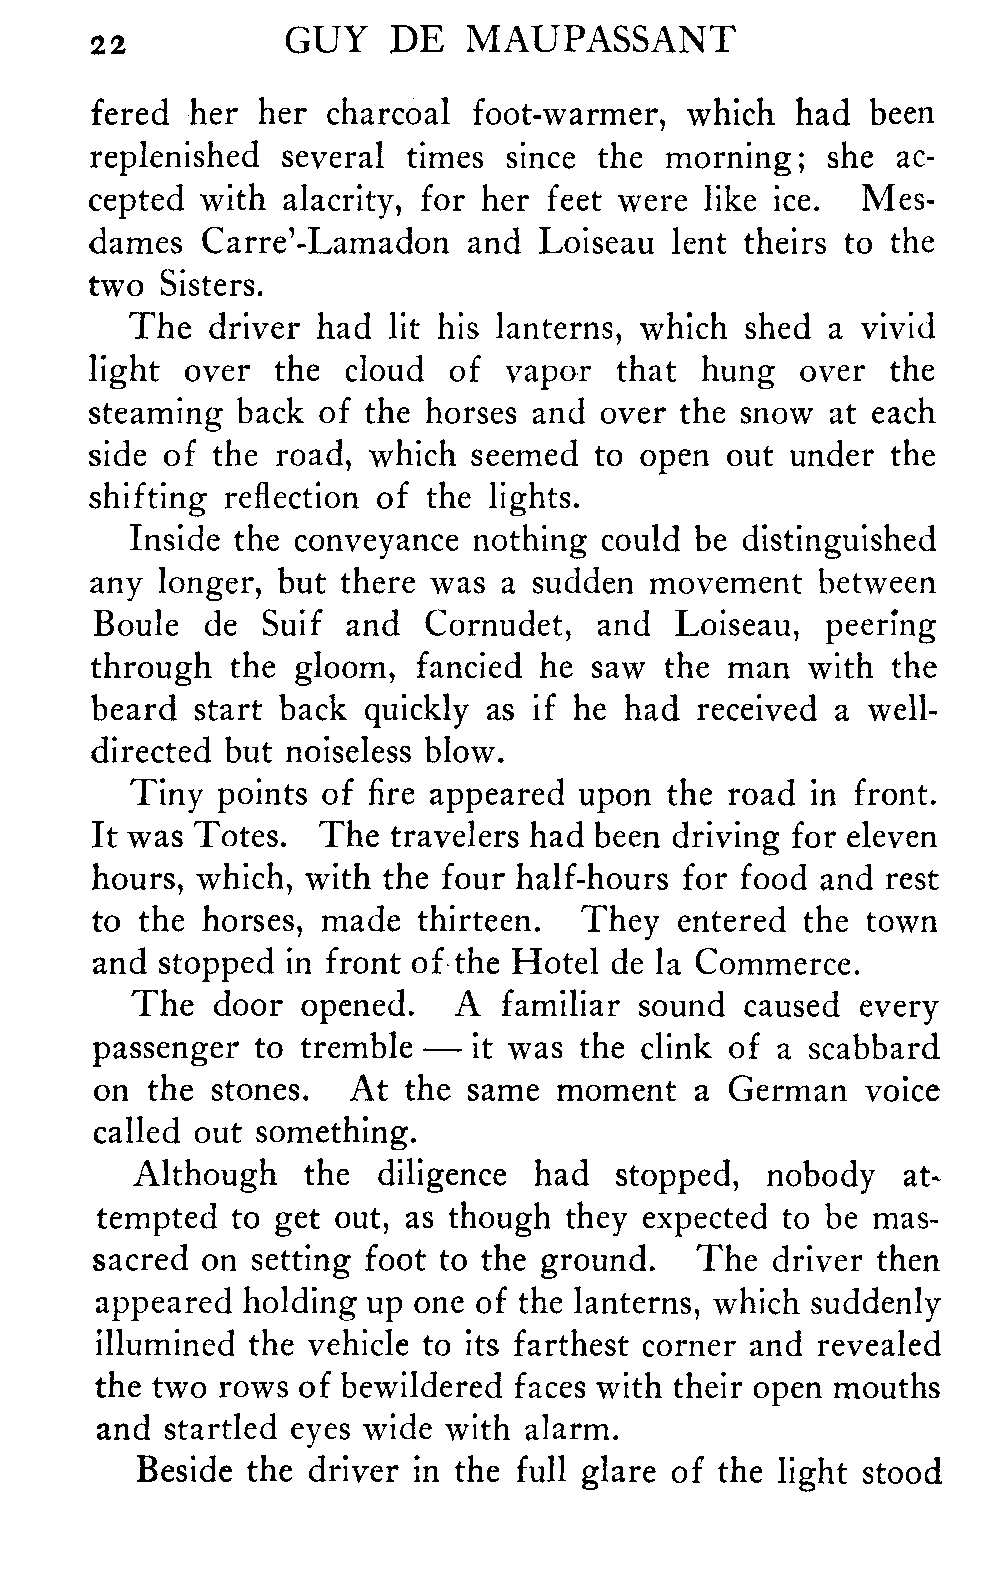 22 GUY DE MAUPASSANT
fered her her charcoal foot-warmer, which had been
replenished several times since the morning; she ac-
cepted with alacrity, for her feet were like ice. Mes-
dames Carre'-Lamadon and Loiseau lent theirs to the
two Sisters.
The driver had lit his lanterns, which shed a vivid
light over the cloud of vapor that hung over the
steaming back of the horses and over the snow at each
side of the road, which seemed to open out under the
shifting reflection of the lights.
Inside the conveyance nothing could be distinguished
any longer, but there was a sudden movement between
Boule de Suif and Cornudet, and Loiseau, peering
through the gloom, fancied he saw the man with the
beard start back quickly as if he had received a well-
directed but noiseless blow.
Tiny points of fire appeared upon the road in front.
It was Totes. The travelers had been driving for eleven
hours, which, with the four half-hours for food and rest
to the horses, made thirteen. They entered the town
and stopped in front of the Hotel de la Commerce.
The door opened. A familiar sound caused every
passenger to tremble — it was the clink of a scabbard
on the stones. At the same moment a German voice
called out something.
Although the diligence had stopped, nobody at-
tempted to get out, as though they expected to be mas-
sacred on setting foot to the ground. The driver then
appeared holding up one of the lanterns, which suddenly
illumined the vehicle to its farthest corner and revealed
the two rows of bewildered faces with their open mouths
and startled eyes wide with alarm.
Beside the driver in the full glare of the light stood